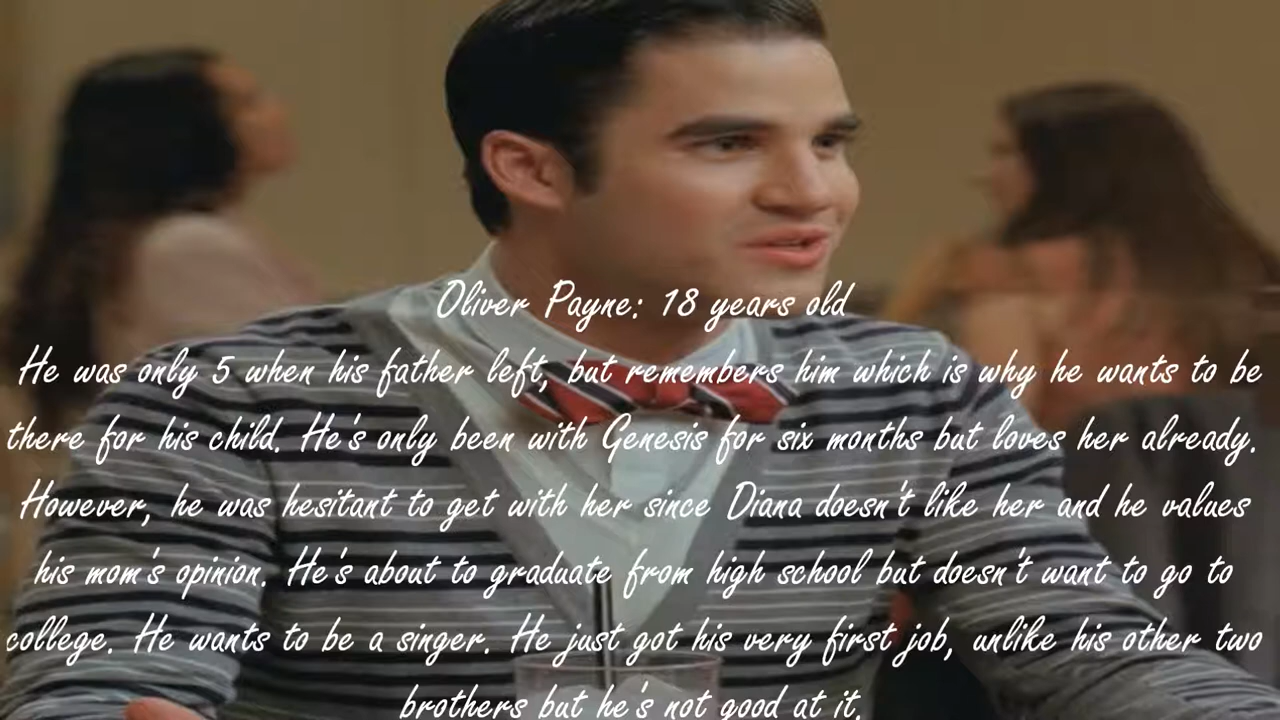 Oliver Payne: 18 years old
He was only 5 when his father left, but remembers him which is why he wants to be
there for his child. He's only been with Genesis for six months but loves her already.
However, he was hesitant to get with her since Diana doesn't like her and he values
his mom's opinion. He's about to graduate from high school but doesn't want to go to
college. He wants to be a singer. He just got his very first job, unlike his other two
brothers but he's not good at it.